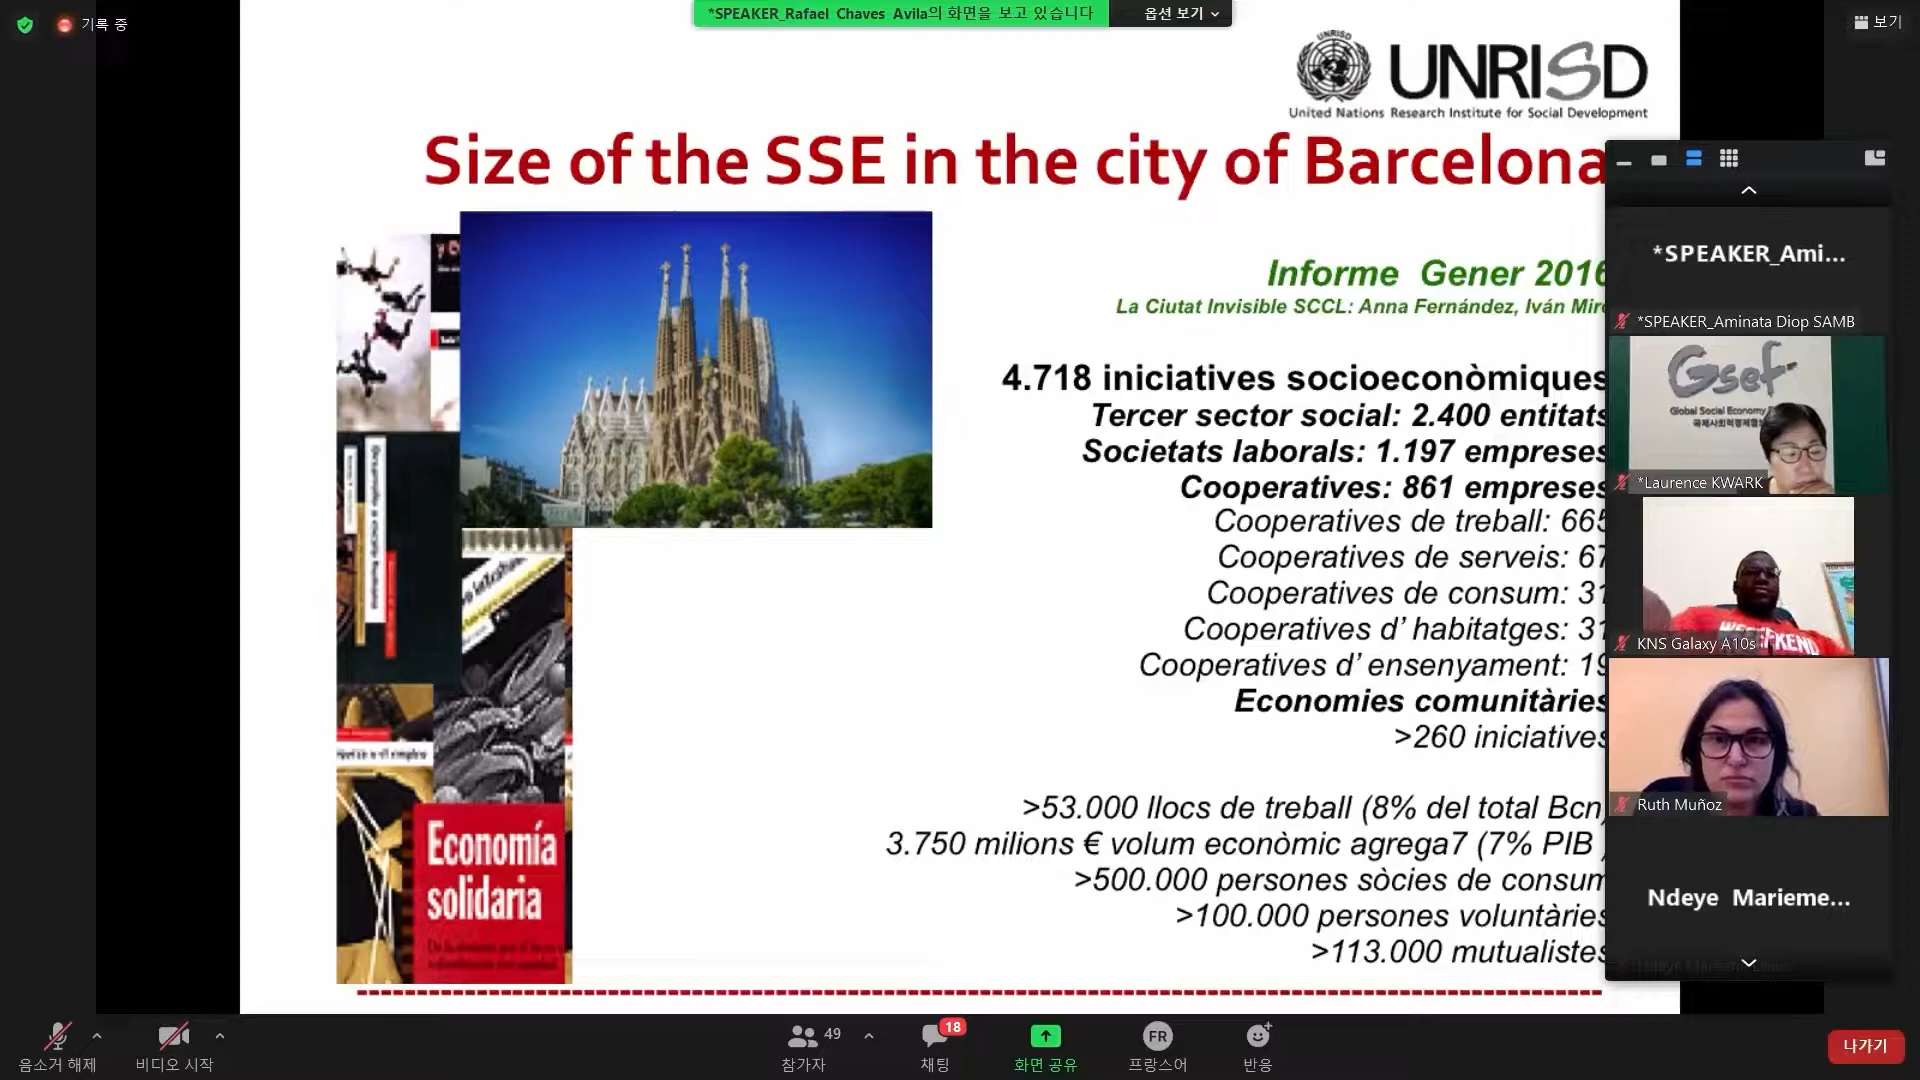 *SPEAKER_Rafael Chaves Avila의 화면을 보고 있습니다
옵션 보기
기록 중
보기
UNRISD
UNRISD
United Nations Research Institute for Social Development
Size of the SSE in the city of Barcelona
Informe Gener 2016
La Ciutat Invisible SCCL: Anna Fernández, Iván Miró
4.718 iniciatives socioeconòmiques
Tercer sector social: 2.400 entitats
Societats laborals: 1.197 empreses
Cooperatives: 861 empreses
Cooperatives de treball: 665
Cooperatives de serveis: 67
Cooperatives de consum: 31
Cooperatives d’ habitatges: 31
Cooperatives d’ ensenyament: 19
Economies comunitàries
>260 iniciatives
>53.000 llocs de treball (8% del total Bcn)
3.750 milions € volum econòmic agrega7 (7% PIB )
>500.000 persones sòcies de consum
>100.000 persones voluntàries
>113.000 mutualistes
Economía
solidaria
*SPEAKER_Ami...
*SPEAKER_Aminata Diop SAMB
Gsef
Global Social Economy
*Laurence KWARK
KNS Galaxy A10s
Ruth Muñoz
Ndeye Marieme...
음소거 해제
비디오 시작
49
참가자
18
채팅
화면 공유
FR
프랑스어
반응
나가기